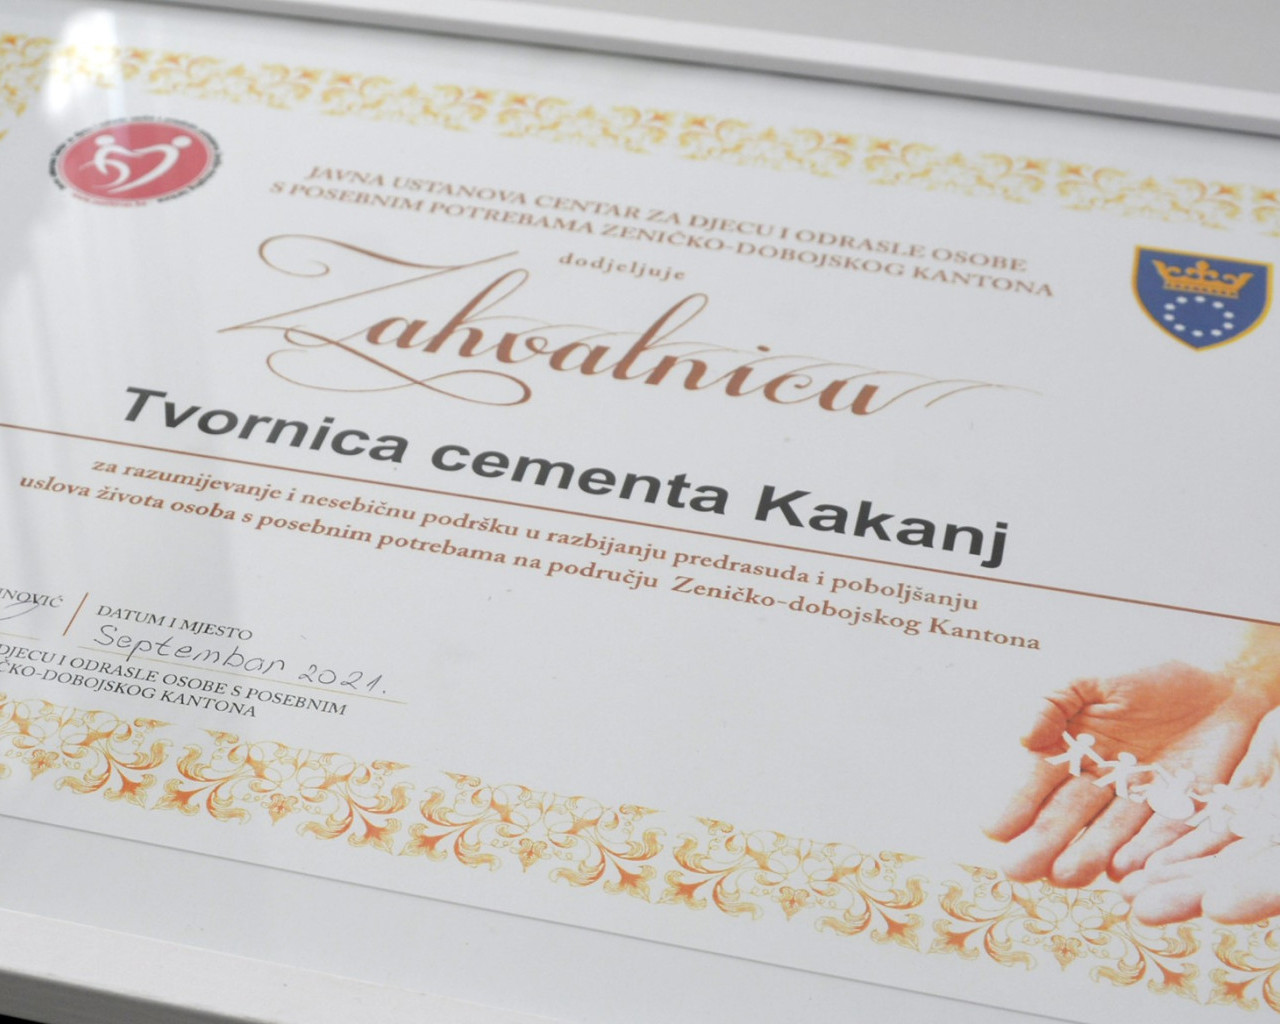 JAVNA USTANOVA CENTAR ZA DJECU I ODRASLE OSOBE
S POSEBNIM POTREBAMA ZENIČKO-DOBOJSKOG KANTONA
dodjeljuje
Zahvalnicu
Tvornica cementa Kakanj
za razumijevanje i nesebičnu podršku u razbijanju predrasuda i poboljšanju
uslova života osoba s posebnim potrebama na području Zeničko-dobojskog Kantona
DATUM I MJESTO
Septembar 2021.
DJECU I ODRASLE OSOBE S POSEBNIM
ČKO-DOBOJSKOG KANTONA